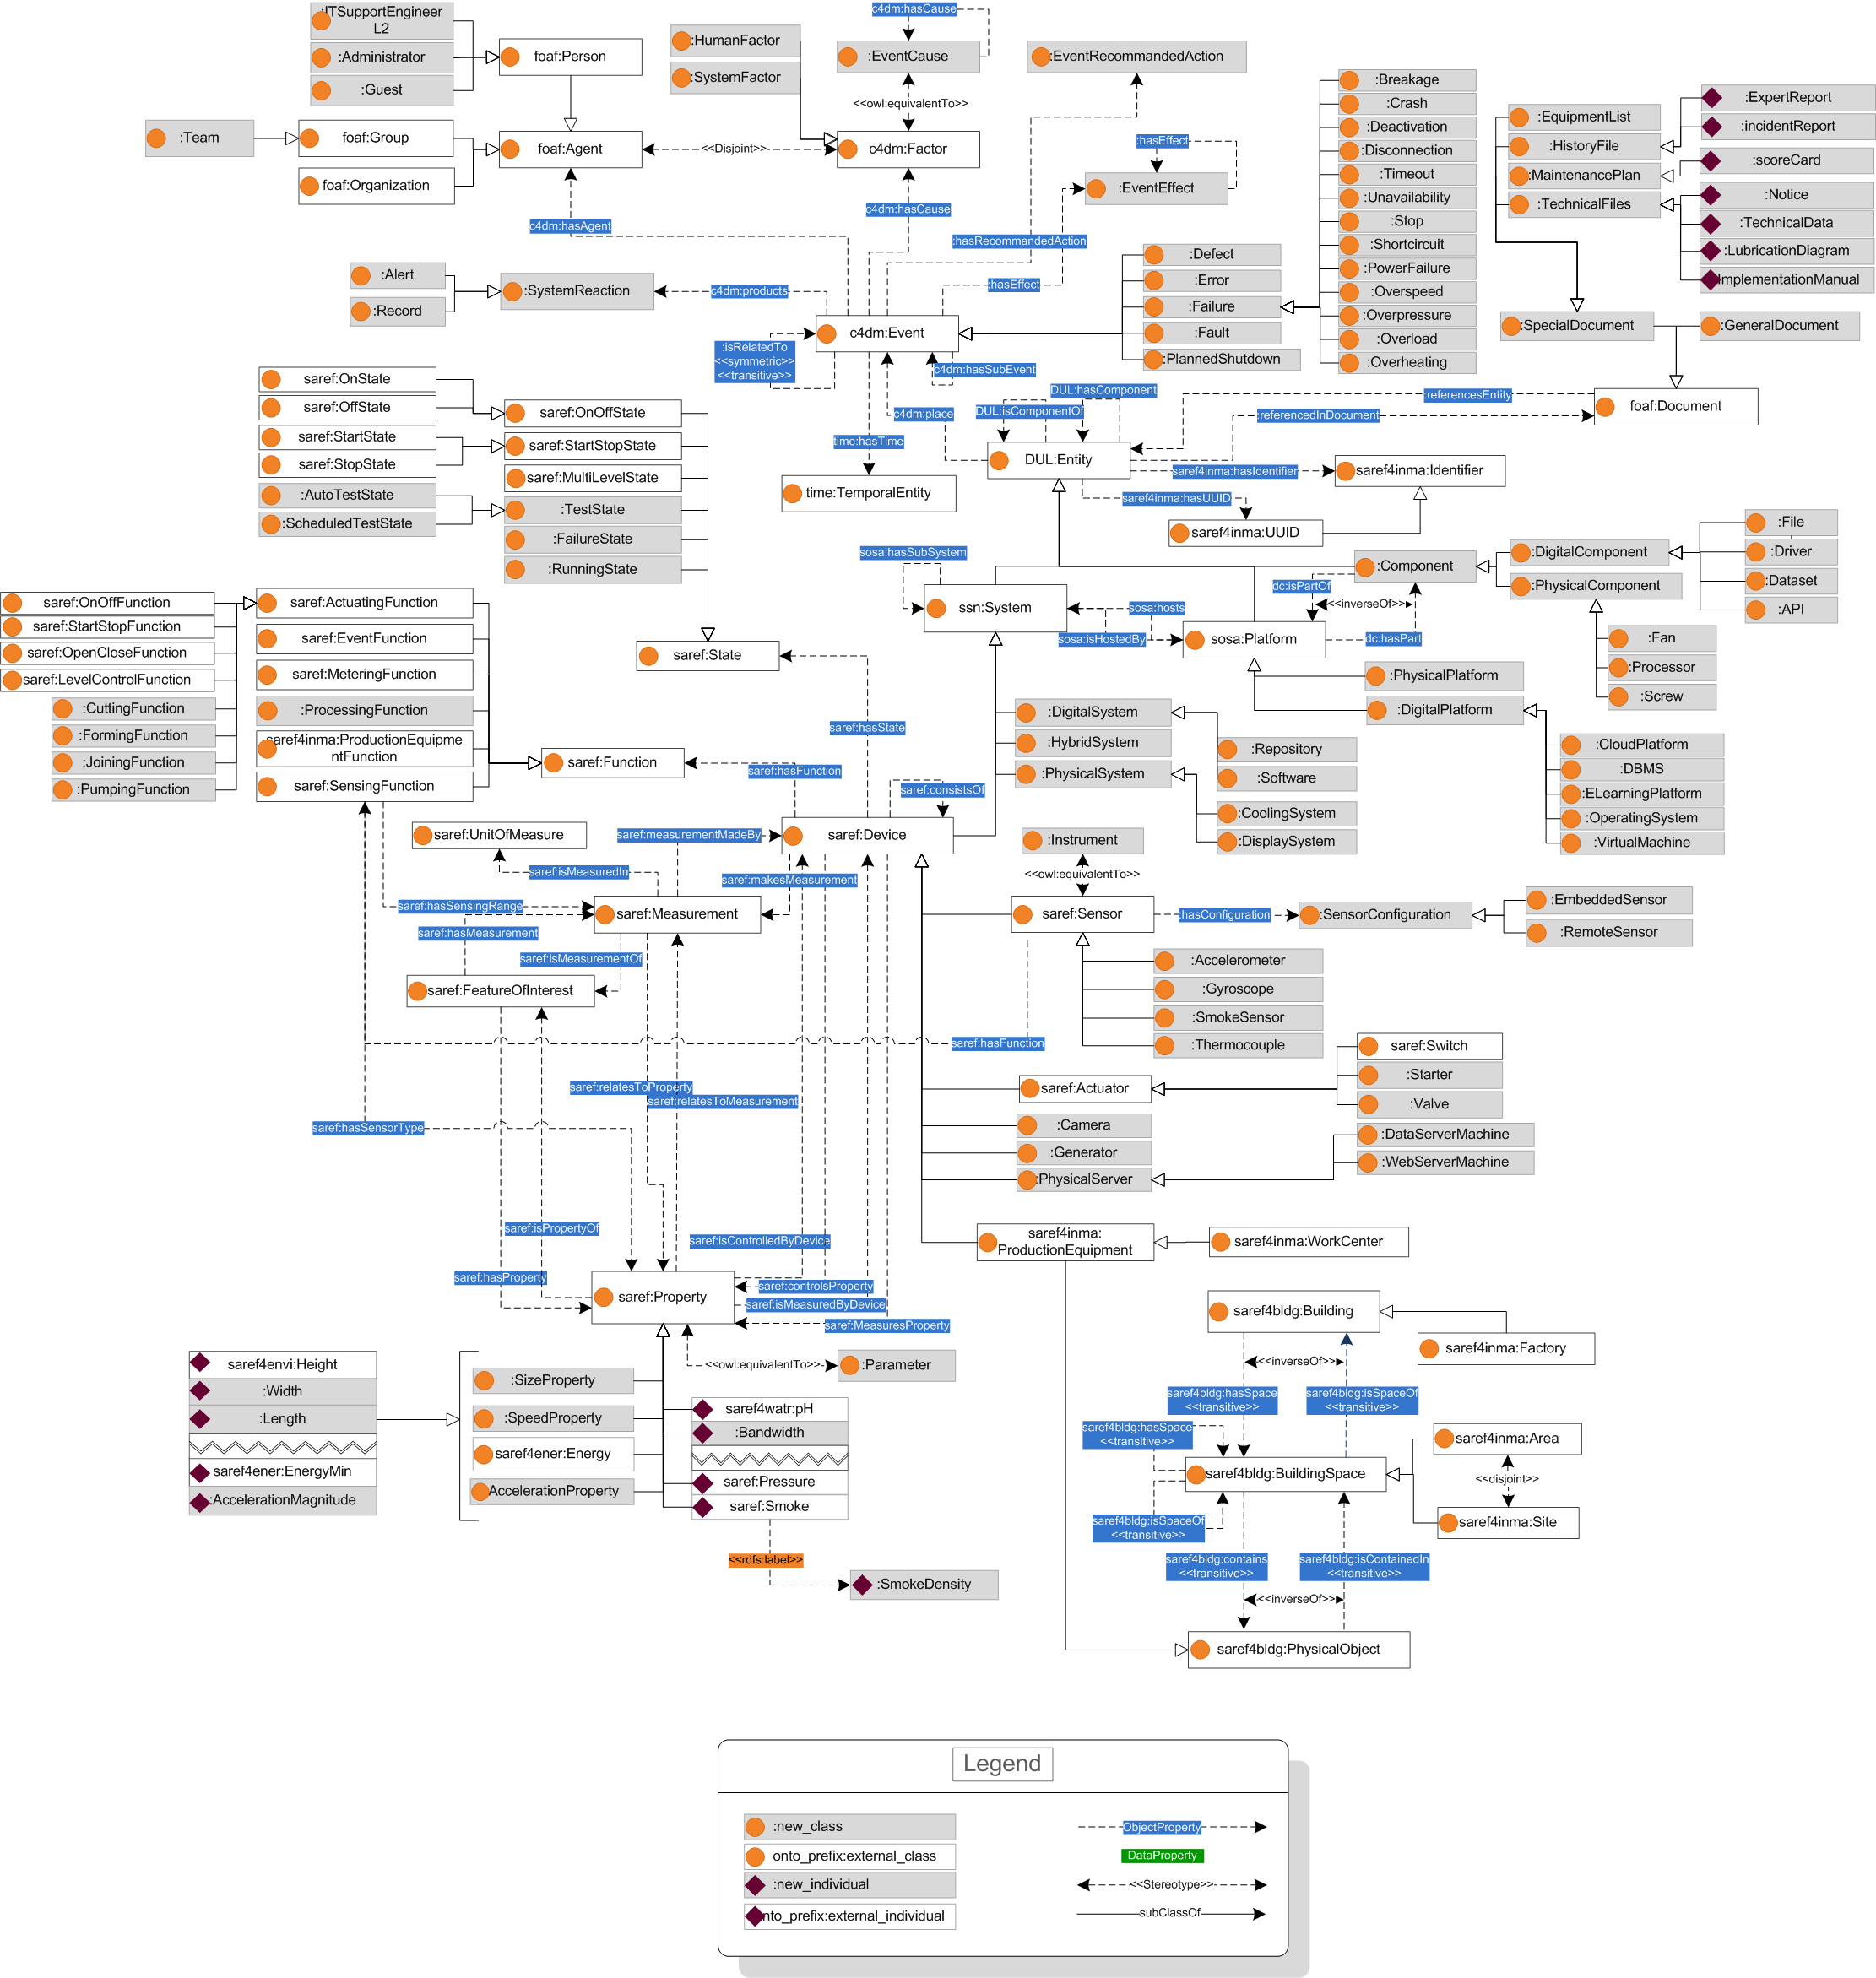 :ITSupportEngineer
L2
:Administrator
:Guest
foaf:Person
:Team
foaf:Group
foaf:Organization
foaf:Agent
<<Disjoint>>
:HumanFactor
:SystemFactor
c4dm:hasCause
:EventCause
<<owl:equivalentTo>>
c4dm:Factor
:EventRecommandedAction
:hasEffect
:EventEffect
c4dm:hasAgent
c4dm:hasCause
:hasRecommandedAction
:hasEffect
:Alert
:Record
:SystemReaction
c4dm:products
c4dm:Event
:isRelatedTo
<<symmetric>>
<<transitive>>
c4dm:hasSubEvent
c4dm:place
time:hasTime
time:TemporalEntity
:Defect
:Error
:Failure
:Fault
:PlannedShutdown
:Breakage
:Crash
:Deactivation
:Disconnection
:Timeout
:Unavailability
:Stop
:Shortcircuit
:PowerFailure
:Overspeed
:Overpressure
:Overload
:Overheating
:EquipmentList
:HistoryFile
:MaintenancePlan
:TechnicalFiles
:ExpertReport
:incidentReport
:scoreCard
:Notice
:TechnicalData
:LubricationDiagram
ImplementationManual
:SpecialDocument
:GeneralDocument
foaf:Document
:referencesEntity
:referencedInDocument
DUL:hasComponent
DUL:isComponentOf
DUL:Entity
saref4inma:hasIdentifier
saref4inma:Identifier
saref4inma:hasUUID
saref4inma:UUID
saref:OnState
saref:OffState
saref:StartState
saref:StopState
:AutoTestState
:ScheduledTestState
saref:OnOffState
saref:StartStopState
saref:MultiLevelState
:TestState
:FailureState
:RunningState
saref:State
saref:OnOffFunction
saref:StartStopFunction
saref:OpenCloseFunction
saref:LevelControlFunction
:CuttingFunction
:FormingFunction
:JoiningFunction
:PumpingFunction
saref:ActuatingFunction
saref:EventFunction
saref:MeteringFunction
:ProcessingFunction
saref4inma:ProductionEquipme
ntFunction
saref:SensingFunction
saref:Function
saref:hasFunction
saref:hasState
saref:consistsOf
sosa:hasSubSystem
ssn:System
sosa:hosts
sosa:isHostedBy
sosa:Platform
:Component
dc:isPartOf
<<inverseOf>>
dc:hasPart
:DigitalComponent
:PhysicalComponent
:File
:Driver
:Dataset
:API
:Fan
:Processor
:Screw
:PhysicalPlatform
:DigitalPlatform
:CloudPlatform
:DBMS
:ELearningPlatform
:OperatingSystem
:VirtualMachine
:DigitalSystem
:HybridSystem
:PhysicalSystem
:Repository
:Software
:CoolingSystem
:DisplaySystem
saref:UnitOfMeasure
saref:measurementMadeBy
saref:Device
saref:isMeasuredIn
saref:makesMeasurement
saref:hasSensingRange
saref:Measurement
saref:hasMeasurement
saref:isMeasurementOf
saref:FeatureOfInterest
:Instrument
<<owl:equivalentTo>>
saref:Sensor
:hasConfiguration
:SensorConfiguration
:EmbeddedSensor
:RemoteSensor
:Accelerometer
:Gyroscope
:SmokeSensor
:Thermocouple
saref:hasFunction
saref:relatesToProperty
saref:relatesToMeasurement
saref:hasSensorType
saref:Actuator
saref:Switch
:Starter
:Valve
:Camera
:Generator
:PhysicalServer
:DataServerMachine
:WebServerMachine
saref:isPropertyOf
saref:hasProperty
saref:isControlledByDevice
saref:controlsProperty
saref:isMeasuredByDevice
saref:MeasuresProperty
saref:Property
<<owl:equivalentTo>>
:Parameter
saref4inma:
ProductionEquipment
saref4inma:WorkCenter
saref4bldg:Building
saref4inma:Factory
<<inverseOf>>
saref4bldg:hasSpace
<<transitive>>
saref4bldg:isSpaceOf
<<transitive>>
saref4bldg:hasSpace
<<transitive>>
saref4bldg:BuildingSpace
saref4inma:Area
<<disjoint>>
saref4inma:Site
saref4bldg:isSpaceOf
<<transitive>>
saref4bldg:contains
<<transitive>>
saref4bldg:isContainedIn
<<transitive>>
<<inverseOf>>
saref4bldg:PhysicalObject
saref4envi:Height
:Width
:Length
saref4ener:EnergyMin
:AccelerationMagnitude
:SizeProperty
:SpeedProperty
saref4ener:Energy
AccelerationProperty
saref4watr:pH
:Bandwidth
saref:Pressure
saref:Smoke
<<rdfs:label>>
:SmokeDensity
Legend
:new_class
onto_prefix:external_class
:new_individual
nto_prefix:external_individual
ObjectProperty
DataProperty
<<Stereotype>>
subClassOf